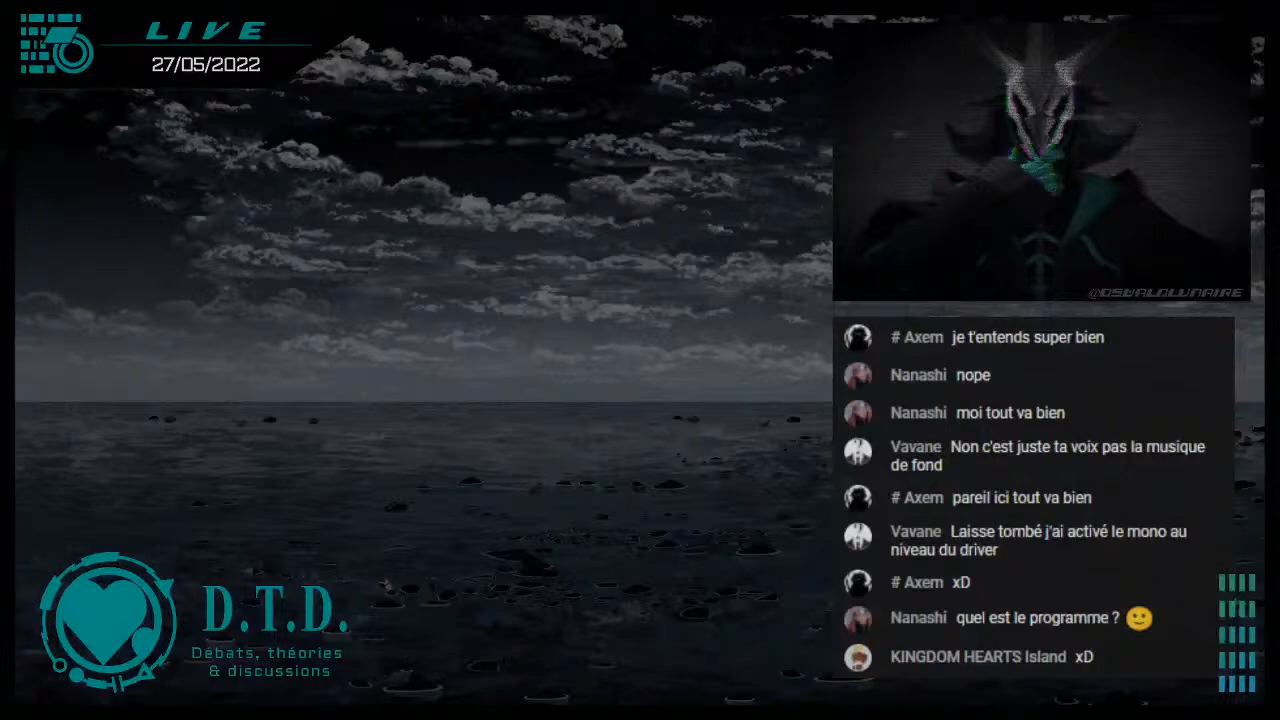 LIVE
27/05/2022
@OSWALDLUNAIRE
# Axem je t'entends super bien
Nanashi nope
Nanashi moi tout va bien
Vavane Non c'est juste ta voix pas la musique
de fond
# Axem pareil ici tout va bien
Vavane Laisse tombé j'ai activé le mono au
niveau du driver
# Axem xD
Nanashi quel est le programme ? 🙂
KINGDOM HEARTS Island xD
D.T.D.
Débats, théories
& discussions